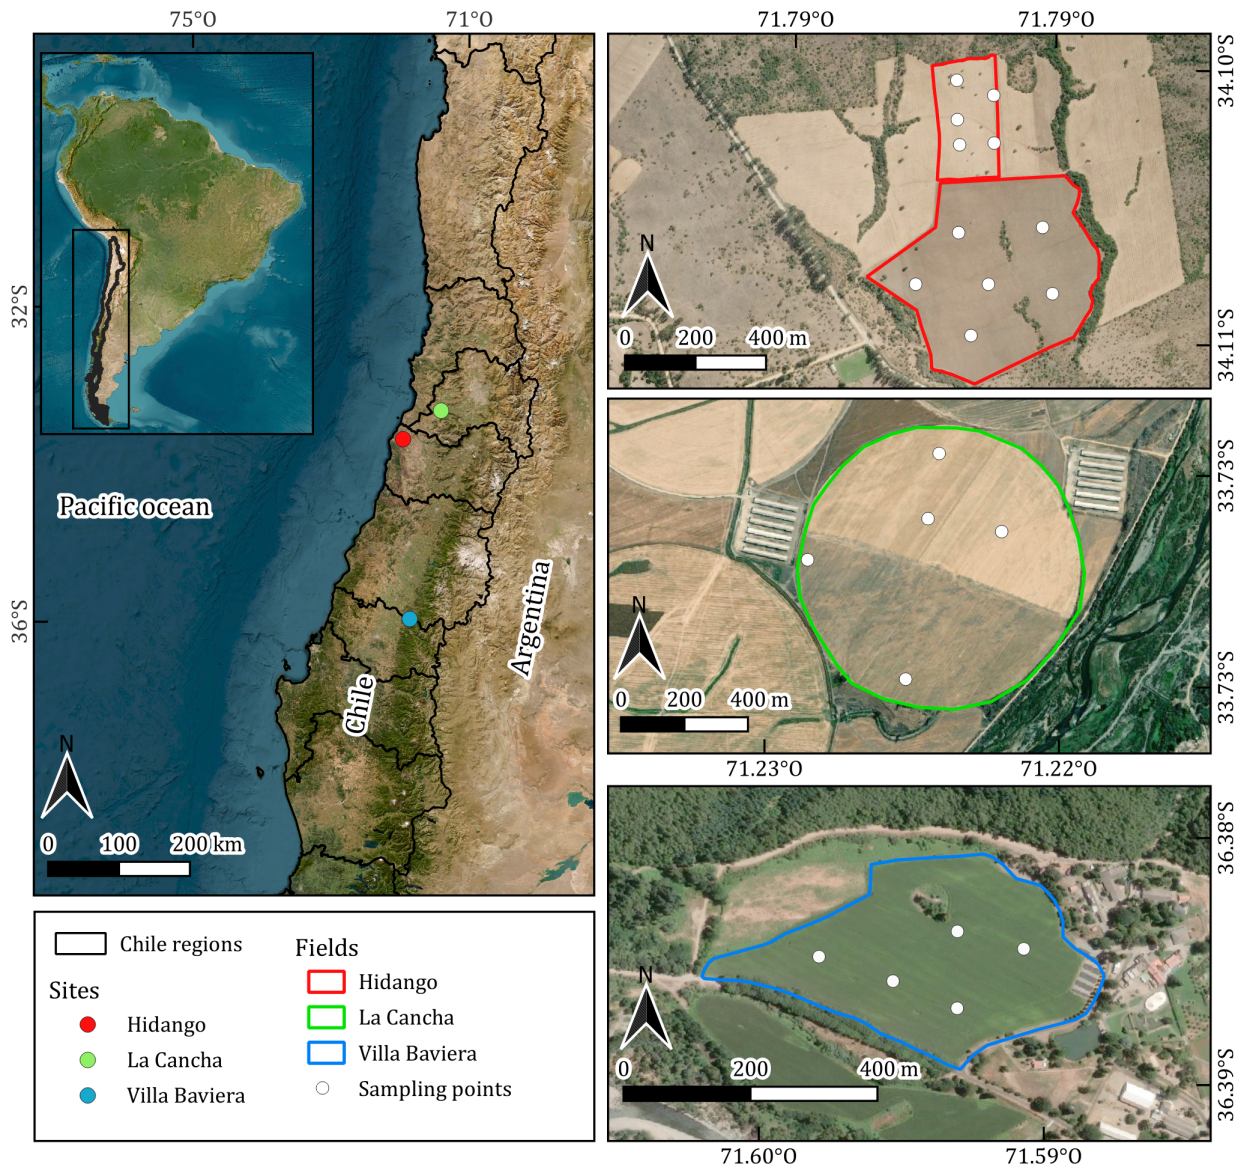 75°O
71°O
32°S
36°S
Pacific ocean
Chile
Argentina
N
0
100
200 km
71.79°O
71.79°O
34.10°S
34.11°S
N
0
200
400 m
33.73°S
33.73°S
N
0
200
400 m
71.23°O
71.22°O
36.38°S
36.39°S
N
0
200
400 m
71.60°O
71.59°O
Chile regions
Sites
Hidango
La Cancha
Villa Baviera
Fields
Hidango
La Cancha
Villa Baviera
Sampling points